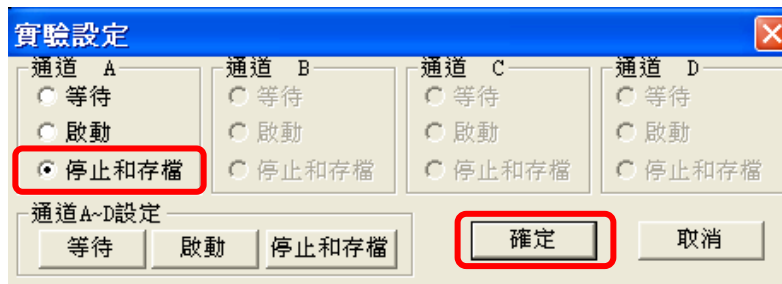 實驗設定
通道 A 通道 B 通道 C 通道 D
等待 等待 等待 等待
啟動 啟動 啟動 啟動
停止和存檔 停止和存檔 停止和存檔 停止和存檔
通道A~D設定
等待 啟動 停止和存檔 確定 取消